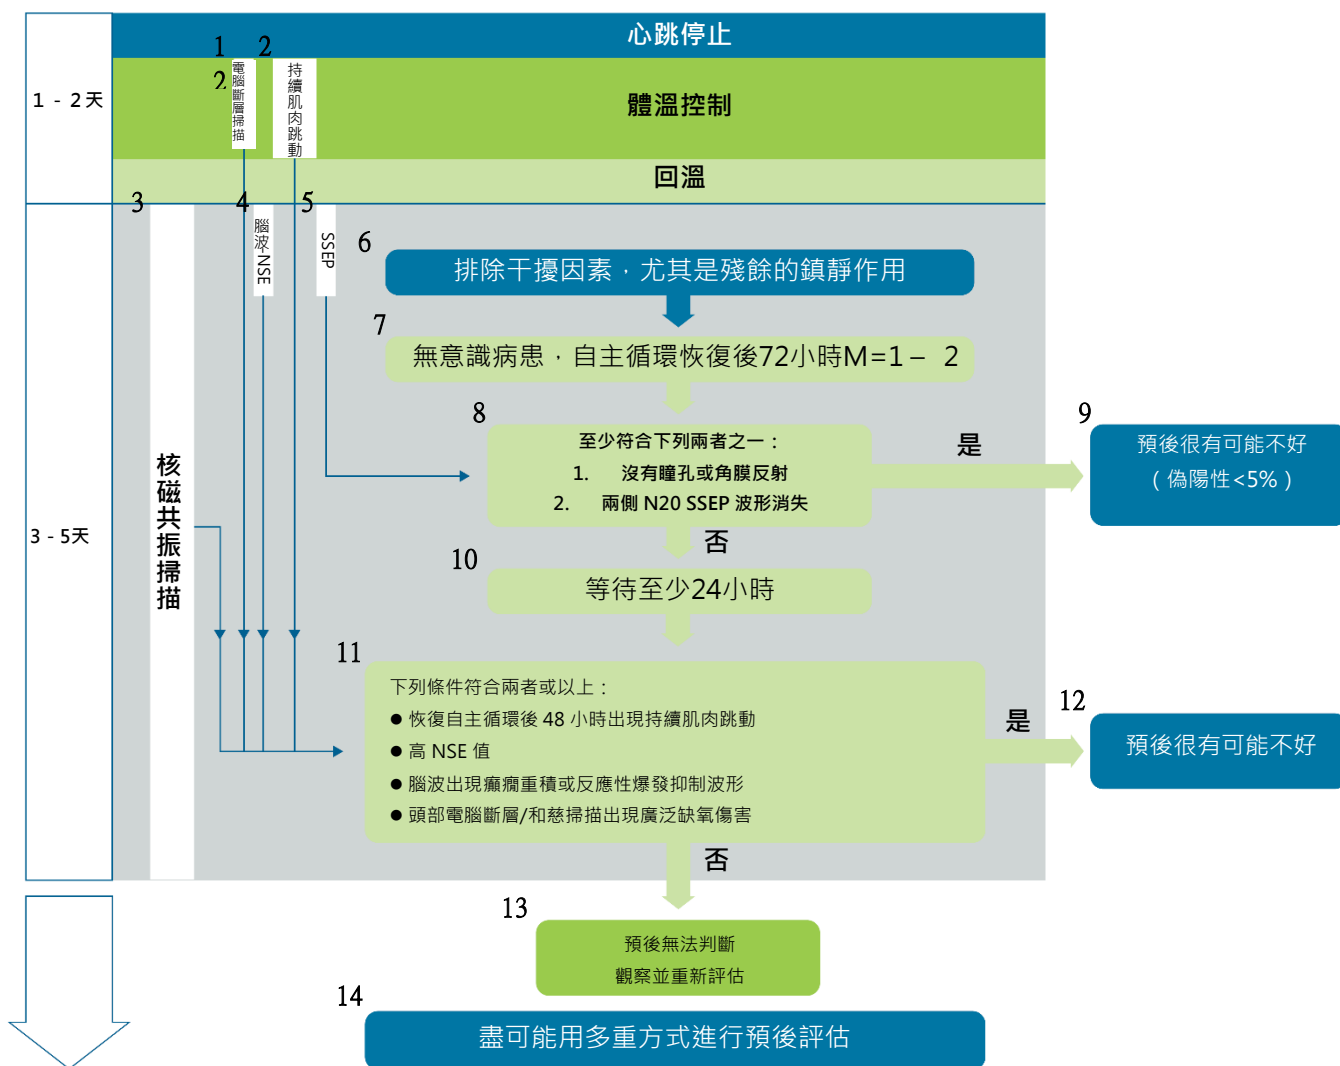 心跳停止
1 2
2
電腦斷層掃描
持續肌肉跳動
1 - 2天
體溫控制
回溫
3
4
5
腦波-NSE
SSEP
6
排除干擾因素，尤其是殘餘的鎮靜作用
7
無意識病患，自主循環恢復後72小時M=1 – 2
8
至少符合下列兩者之一：
1. 沒有瞳孔或角膜反射
2. 兩側 N20 SSEP 波形消失
是
9
預後很有可能不好
（偽陽性<5%）
核磁共振掃描
3 - 5天
否
10
等待至少24小時
11
下列條件符合兩者或以上：
● 恢復自主循環後 48 小時出現持續肌肉跳動
● 高 NSE 值
● 腦波出現癲癇重積或反應性爆發抑制波形
● 頭部電腦斷層/和慈掃描出現廣泛缺氧傷害
是
12
預後很有可能不好
否
13
預後無法判斷
觀察並重新評估
14
盡可能用多重方式進行預後評估